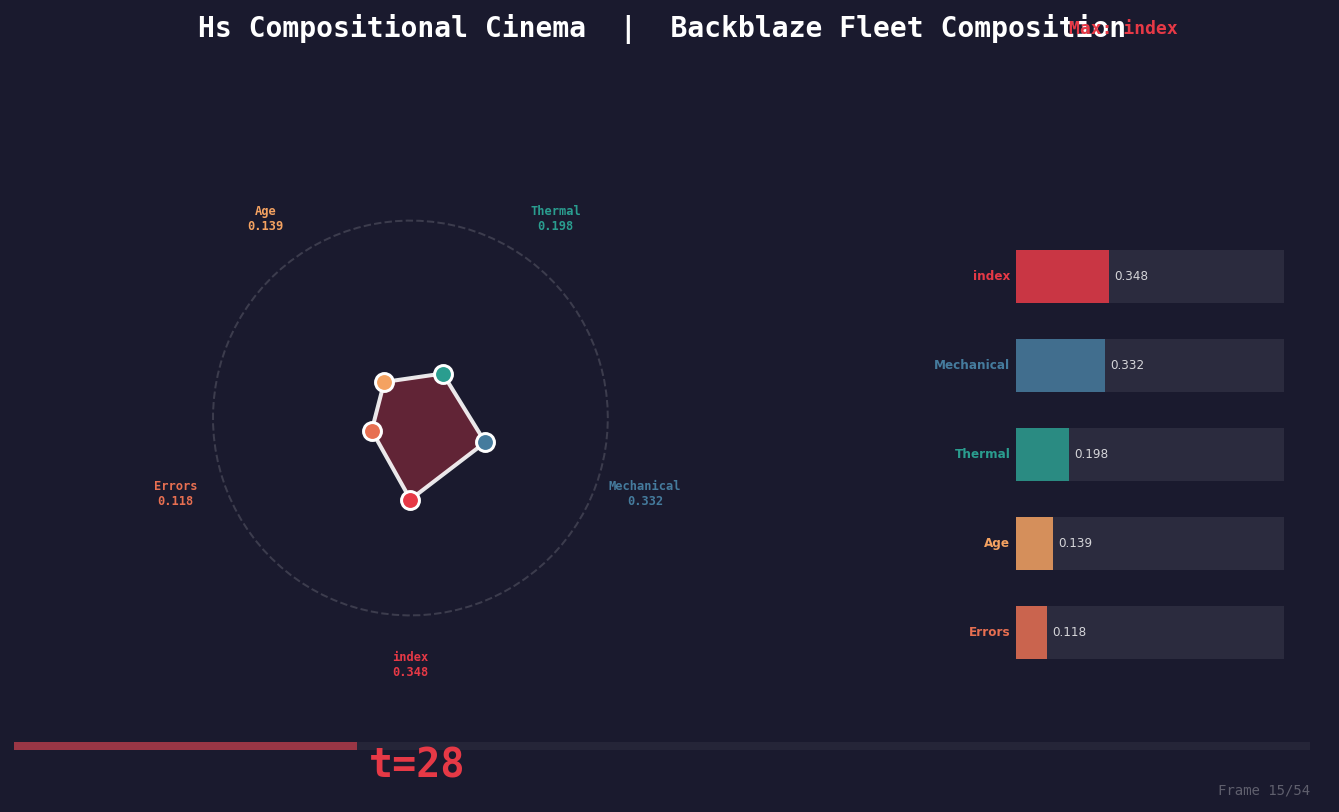 Hs Compositional Cinema | Backblaze Fleet Composition
Max: index
Age
0.139
Thermal
0.198
Errors
0.118
Mechanical
0.332
index
0.348
index 0.348
Mechanical 0.332
Thermal 0.198
Age 0.139
Errors 0.118
t=28
Frame 15/54